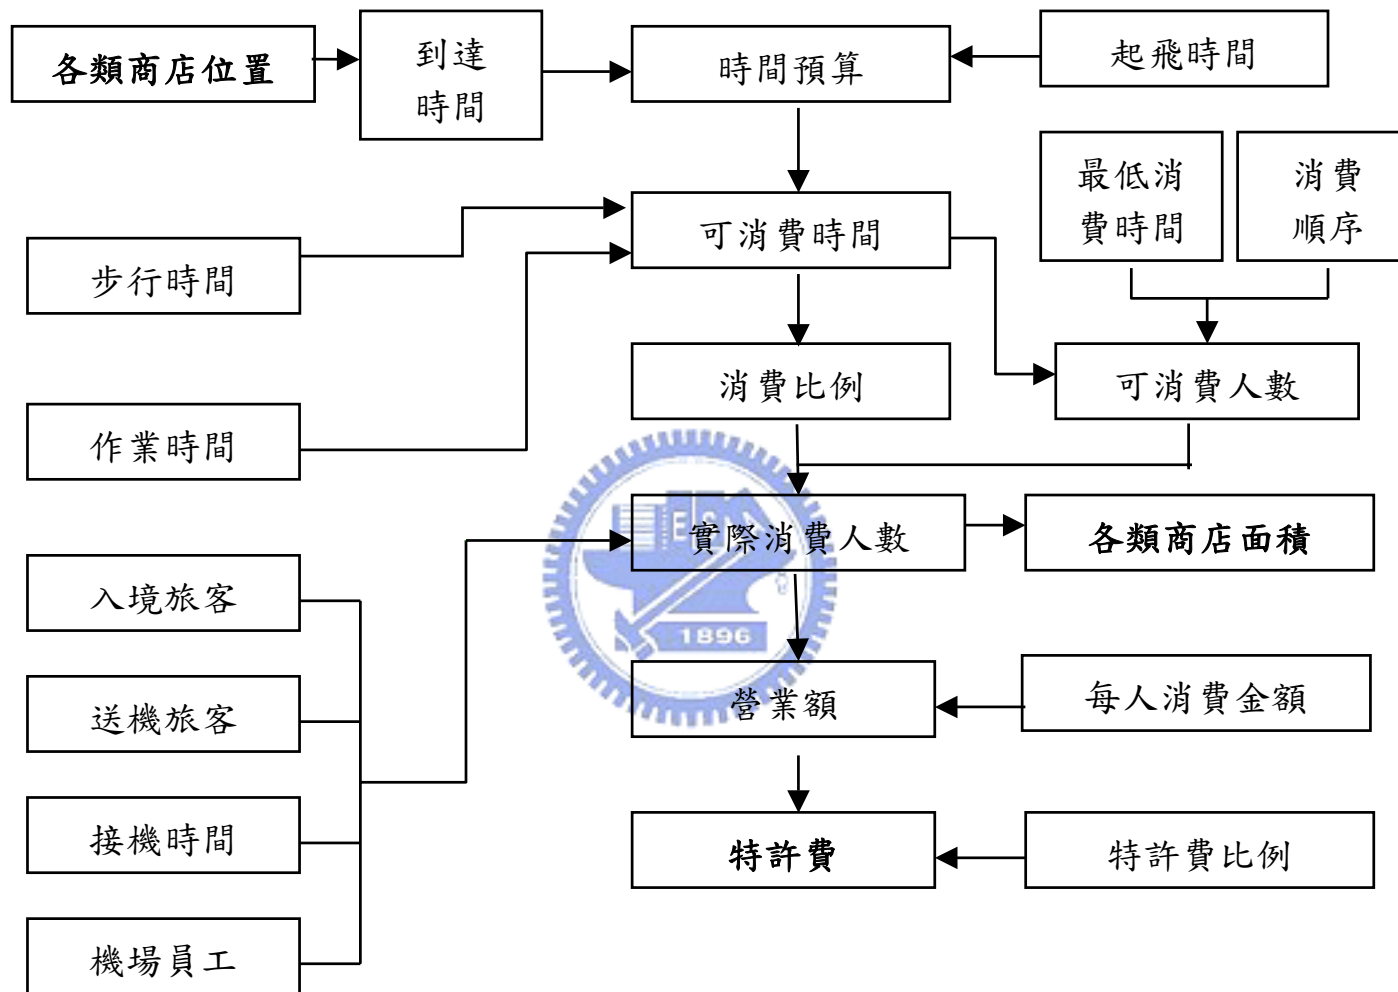 各類商店位置
到達
時間
時間預算
起飛時間
最低消
費時間
消費
順序
可消費時間
步行時間
消費比例
可消費人數
作業時間
實際消費人數
各類商店面積
入境旅客
1896
送機旅客
營業額
每人消費金額
接機時間
特許費
特許費比例
機場員工